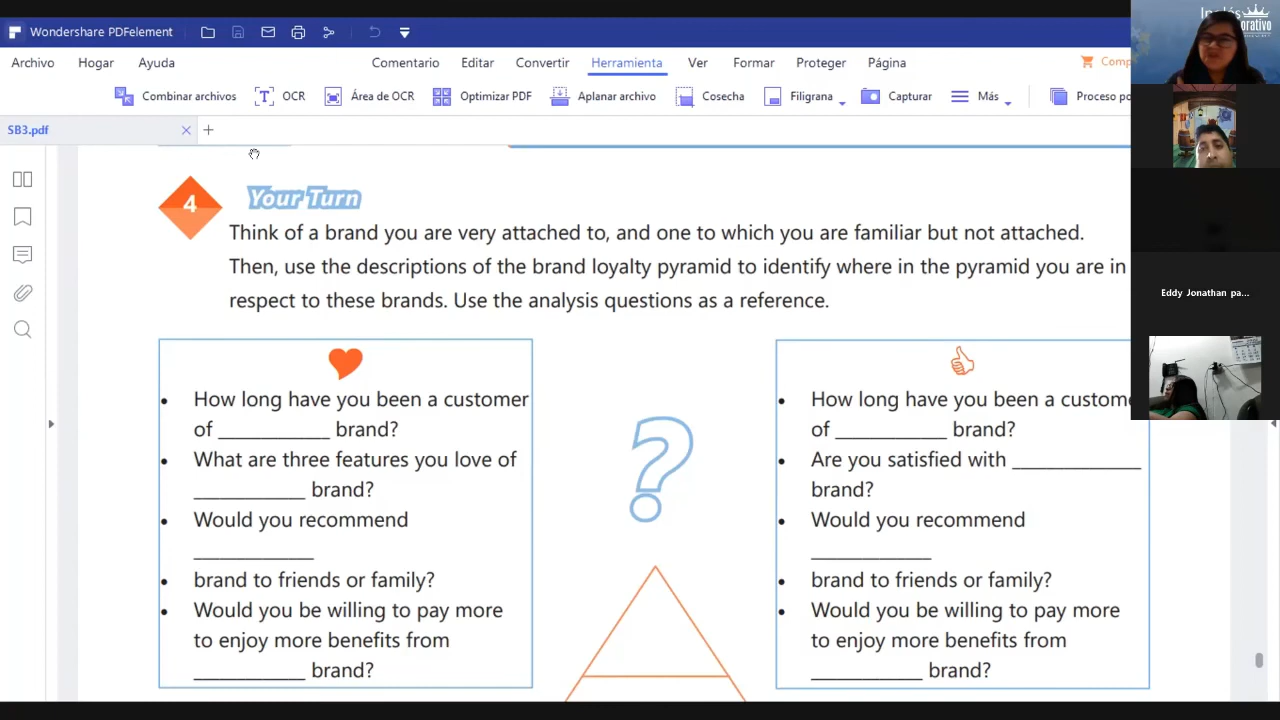 Wondershare PDFelement
Archivo Hogar Ayuda Comentario Editar Convertir Herramienta Ver Formar Proteger Página Comp
Combinar archivos OCR Área de OCR Optimizar PDF Aplanar archivo Cosecha Filigrana Capturar Más Proceso po
SB3.pdf
4 Your Turn
Think of a brand you are very attached to, and one to which you are familiar but not attached.
Then, use the descriptions of the brand loyalty pyramid to identify where in the pyramid you are in
respect to these brands. Use the analysis questions as a reference.
• How long have you been a customer
of ___________ brand?
• What are three features you love of
___________ brand?
• Would you recommend
____________
• brand to friends or family?
• Would you be willing to pay more
to enjoy more benefits from
___________ brand?
?
• How long have you been a custome
of ___________ brand?
• Are you satisfied with _____________
brand?
• Would you recommend
____________
• brand to friends or family?
• Would you be willing to pay more
to enjoy more benefits from
___________ brand?
Inglés
orativo
Eddy Jonathan pa...